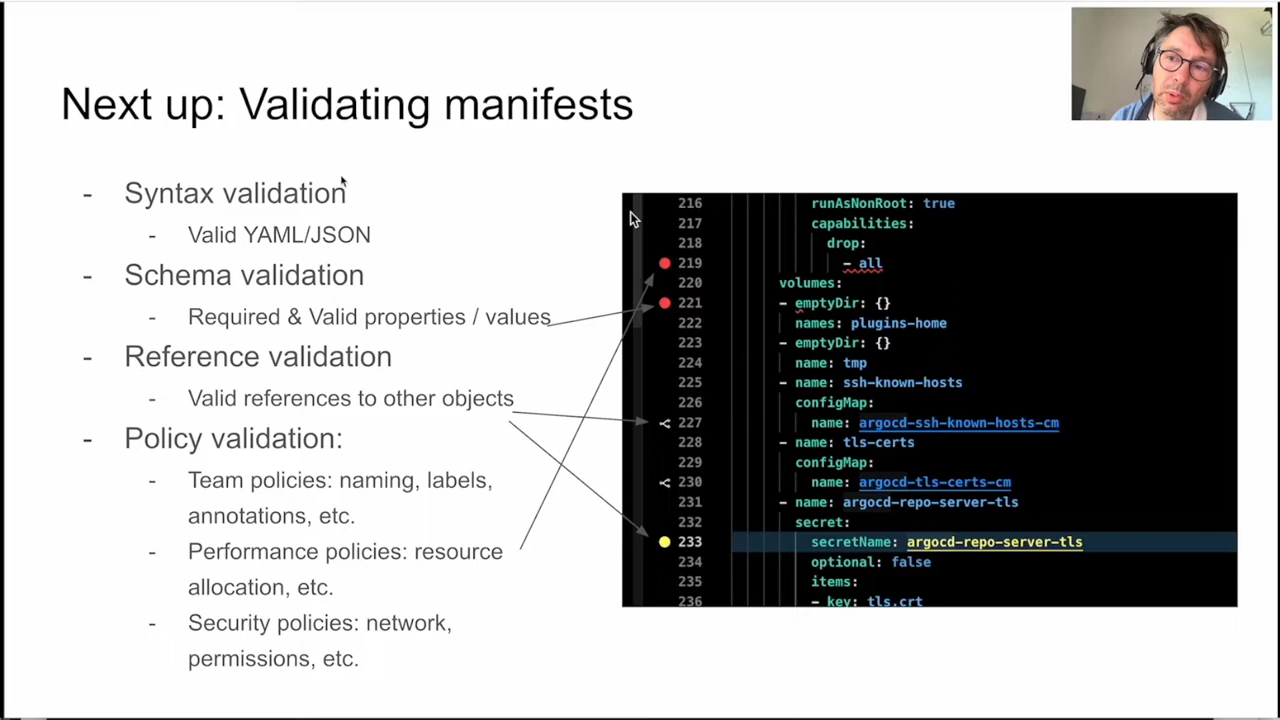 Next up: Validating manifests
- Syntax validation
- Valid YAML/JSON
- Schema validation
- Required & Valid properties / values
- Reference validation
- Valid references to other objects
- Policy validation:
- Team policies: naming, labels,
annotations, etc.
- Performance policies: resource
allocation, etc.
- Security policies: network,
permissions, etc.
216 runAsNonRoot: true
217 capabilities:
218 drop:
219 - all
220 volumes:
221 - emptyDir: {}
222 names: plugins-home
223 - emptyDir: {}
224 name: tmp
225 - name: ssh-known-hosts
226 configMap:
227 name: argocd-ssh-known-hosts-cm
228 - name: tls-certs
229 configMap:
230 name: argocd-tls-certs-cm
231 - name: argocd-repo-server-tls
232 secret:
233 secretName: argocd-repo-server-tls
234 optional: false
235 items:
236 - key: tls.crt